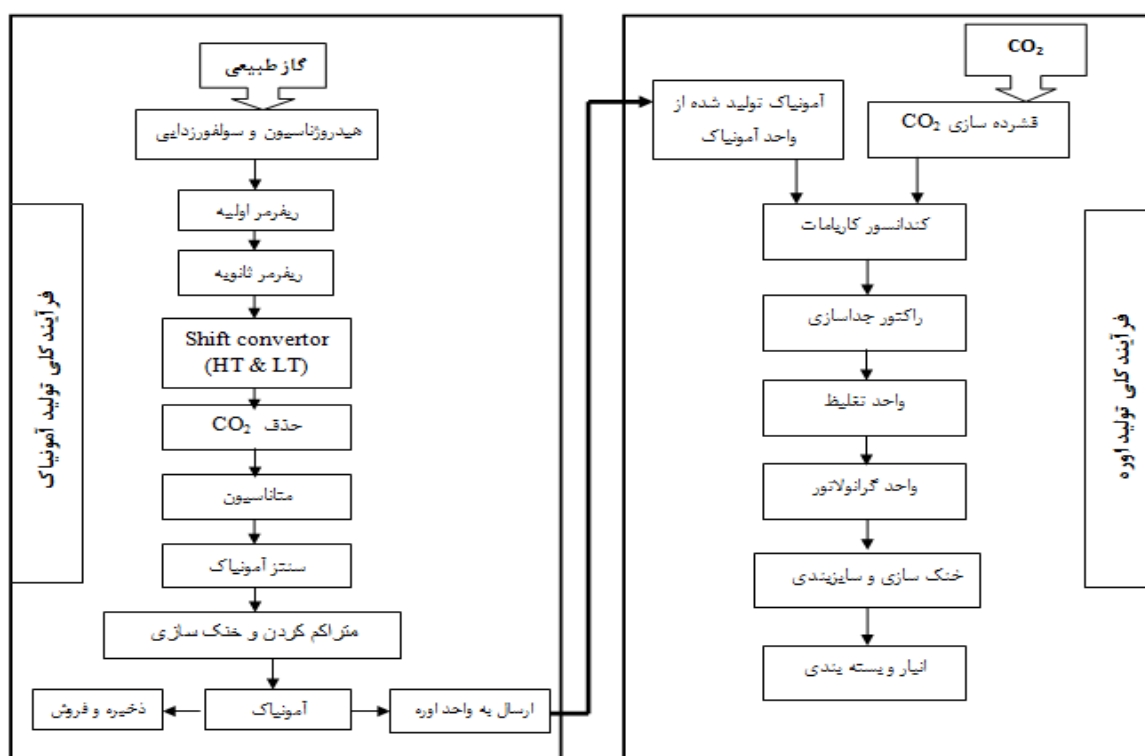 گاز طبیعی
هیدروژناسیون و سولفورزدایی
ریفرمر اولیه
ریفرمر ثانویه
Shift convertor
(HT & LT)
حذف CO₂
متاناسیون
سنتز آمونیاک
متراکم کردن و خنک سازی
آمونیاک
ذخیره و فروش
ارسال به واحد اوره
فرآیند کلی تولید آمونیاک
CO₂
آمونیاک تولید شده از
واحد آمونیاک
فشرده سازی CO₂
کندانسور کاربامات
راکتور جداسازی
واحد تغلیظ
واحد گرانولاتور
خنک سازی و سایزبندی
انبار و بسته بندی
فرآیند کلی تولید اوره